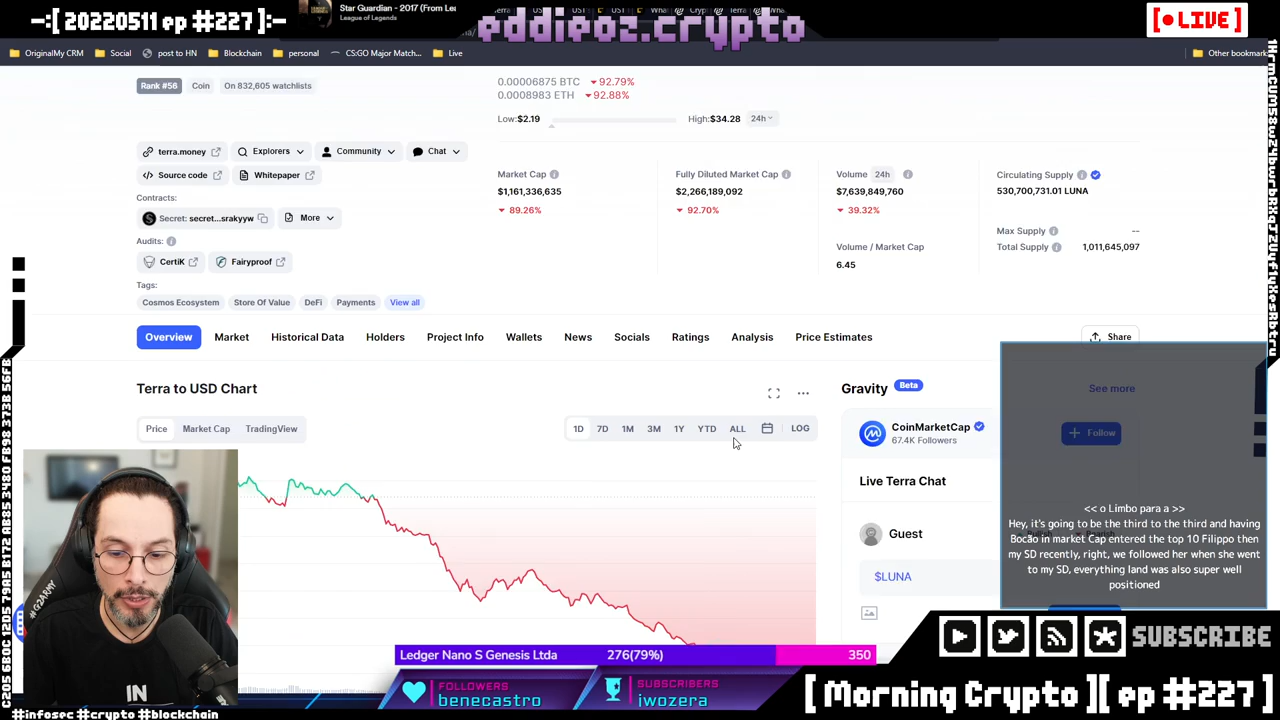 -:[ 20220511 ep #227 ]:-
Star Guardian - 2017 (From Le
League of Legends
eddieoz.crypto
[ • LIVE ]
OriginalMy CRM
Social
post to HN
Blockchain
personal
CS:GO Major Match...
Live
Other bookmark
Rank #56
Coin
On 832,605 watchlists
0.00006875 BTC 92.79%
0.0008983 ETH 92.88%
Low:$2.19
High:$34.28
24h
terra.money
Explorers
Community
Chat
Source code
Whitepaper
Contracts:
Secret: secret...srakyyw
More
Audits:
CertiK
Fairyproof
Tags:
Cosmos Ecosystem
Store Of Value
DeFi
Payments
View all
Market Cap
$1,161,336,635
89.26%
Fully Diluted Market Cap
$2,266,189,092
92.70%
Volume 24h
$7,639,849,760
39.32%
Volume / Market Cap
6.45
Circulating Supply
530,700,731.01 LUNA
Max Supply --
Total Supply 1,011,645,097
Overview
Market
Historical Data
Holders
Project Info
Wallets
News
Socials
Ratings
Analysis
Price Estimates
Share
Terra to USD Chart
Price
Market Cap
TradingView
1D
7D
1M
3M
1Y
YTD
ALL
LOG
Gravity Beta
See more
CoinMarketCap
67.4K Followers
+ Follow
Live Terra Chat
Guest
$LUNA
<< o Limbo para a >>
Hey, it's going to be the third to the third and having
Bocão in market Cap entered the top 10 Filippo then
my SD recently, right, we followed her when she went
to my SD, everything land was also super well
positioned
Ledger Nano S Genesis Ltda
276(79%)
350
FOLLOWERS
benecastro
SUBSCRIBERS
iwozera
SUBSCRIBE
[ Morning Crypto ][ ep #227 ]
#infosec #crypto #blockchain